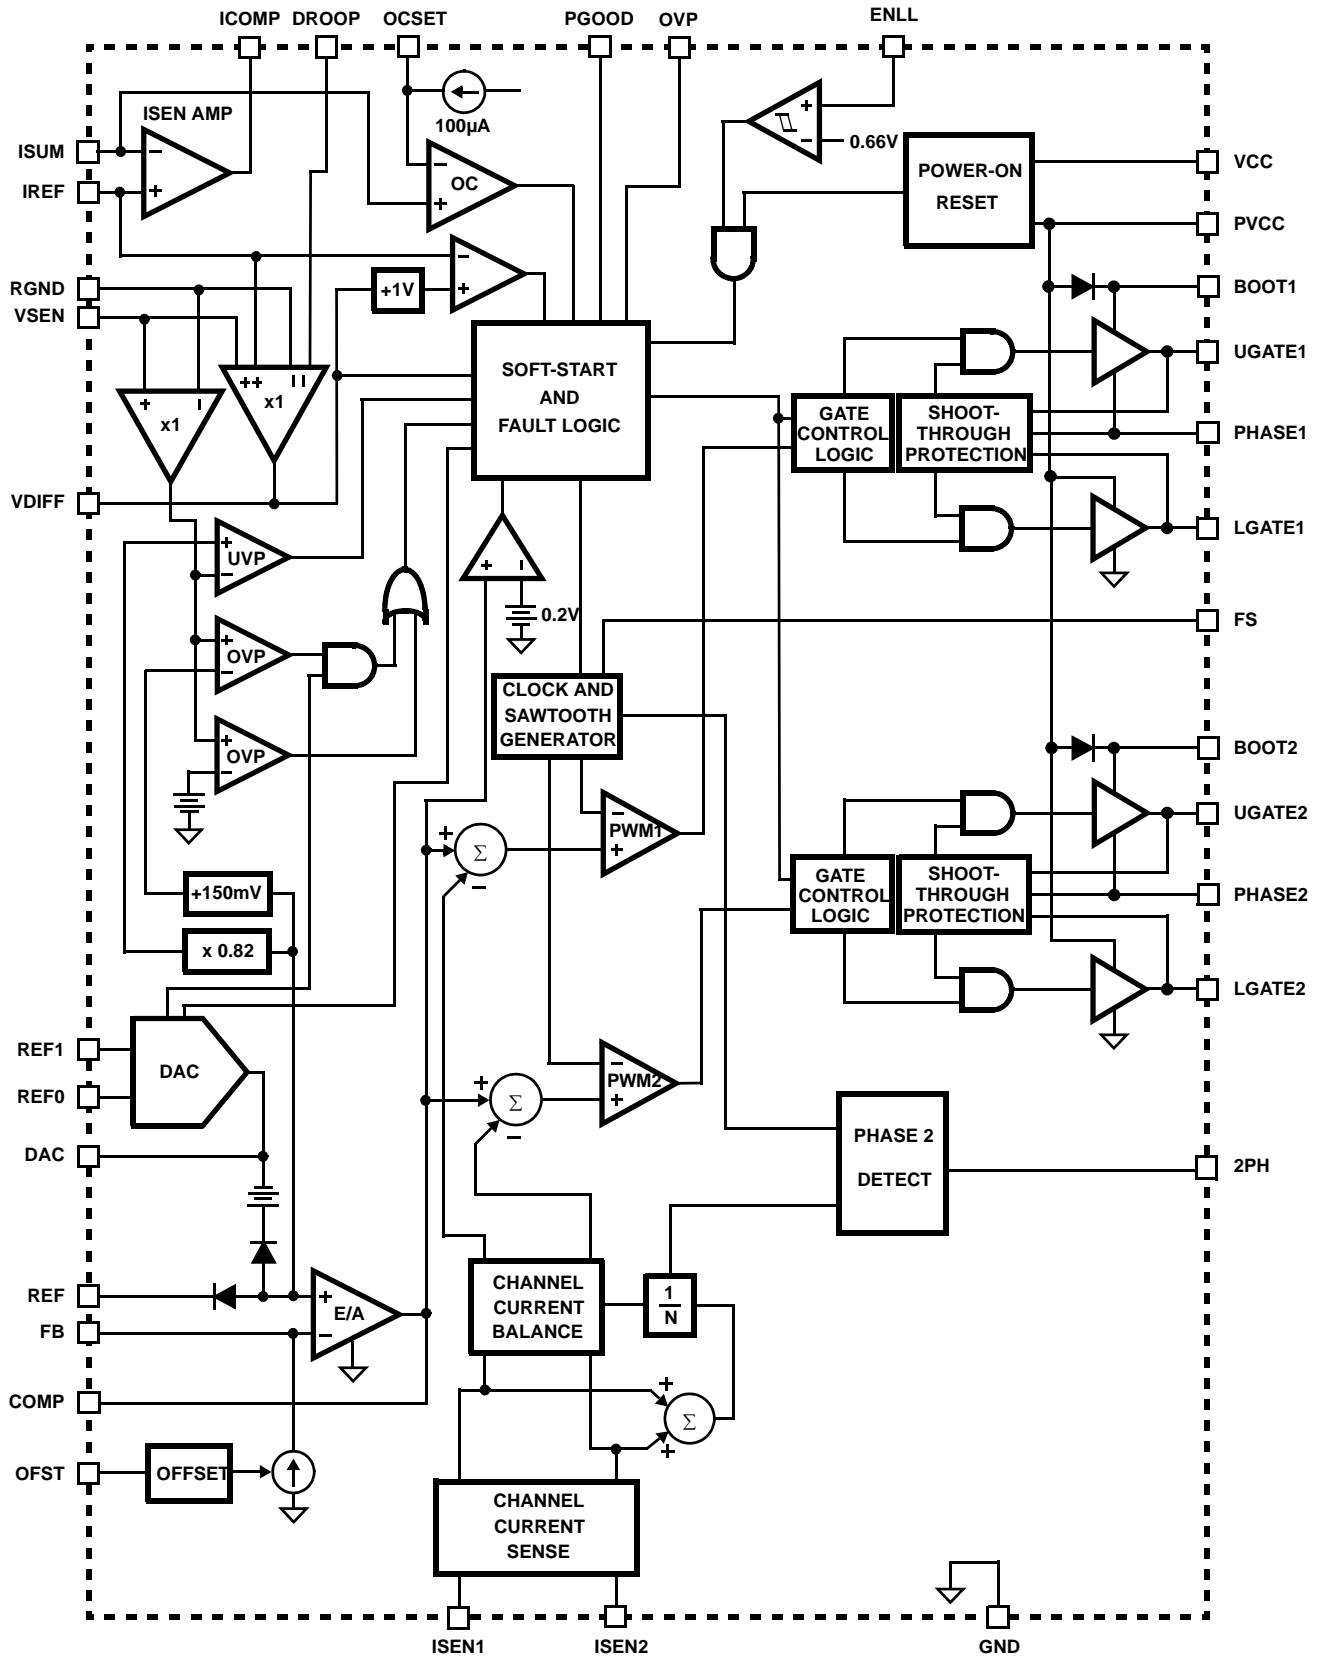 ICOMP DROOP OCSET PGOOD OVP ENLL
ISEN AMP
100µA
ISUM
IREF
−
+
−
OC
+
+
−
0.66V
POWER-ON
RESET
VCC
PVCC
RGND
VSEN
+1V
−
+
BOOT1
UGATE1
PHASE1
LGATE1
+ −
x1
++ − −
x1
SOFT-START
AND
FAULT LOGIC
GATE
CONTROL
LOGIC
SHOOT-
THROUGH
PROTECTION
VDIFF
+
UVP
−
+
OVP
−
+
OVP
−
+ −
0.2V
FS
CLOCK AND
SAWTOOTH
GENERATOR
BOOT2
UGATE2
PHASE2
LGATE2
+
Σ
−
−
PWM1
+
GATE
CONTROL
LOGIC
SHOOT-
THROUGH
PROTECTION
+150mV
x 0.82
REF1
REF0
DAC
DAC
+
Σ
−
−
PWM2
+
PHASE 2
DETECT
2PH
REF
FB
+
E/A
−
COMP
CHANNEL
CURRENT
BALANCE
1
N
+
Σ
+
OFST
OFFSET
CHANNEL
CURRENT
SENSE
ISEN1
ISEN2
GND